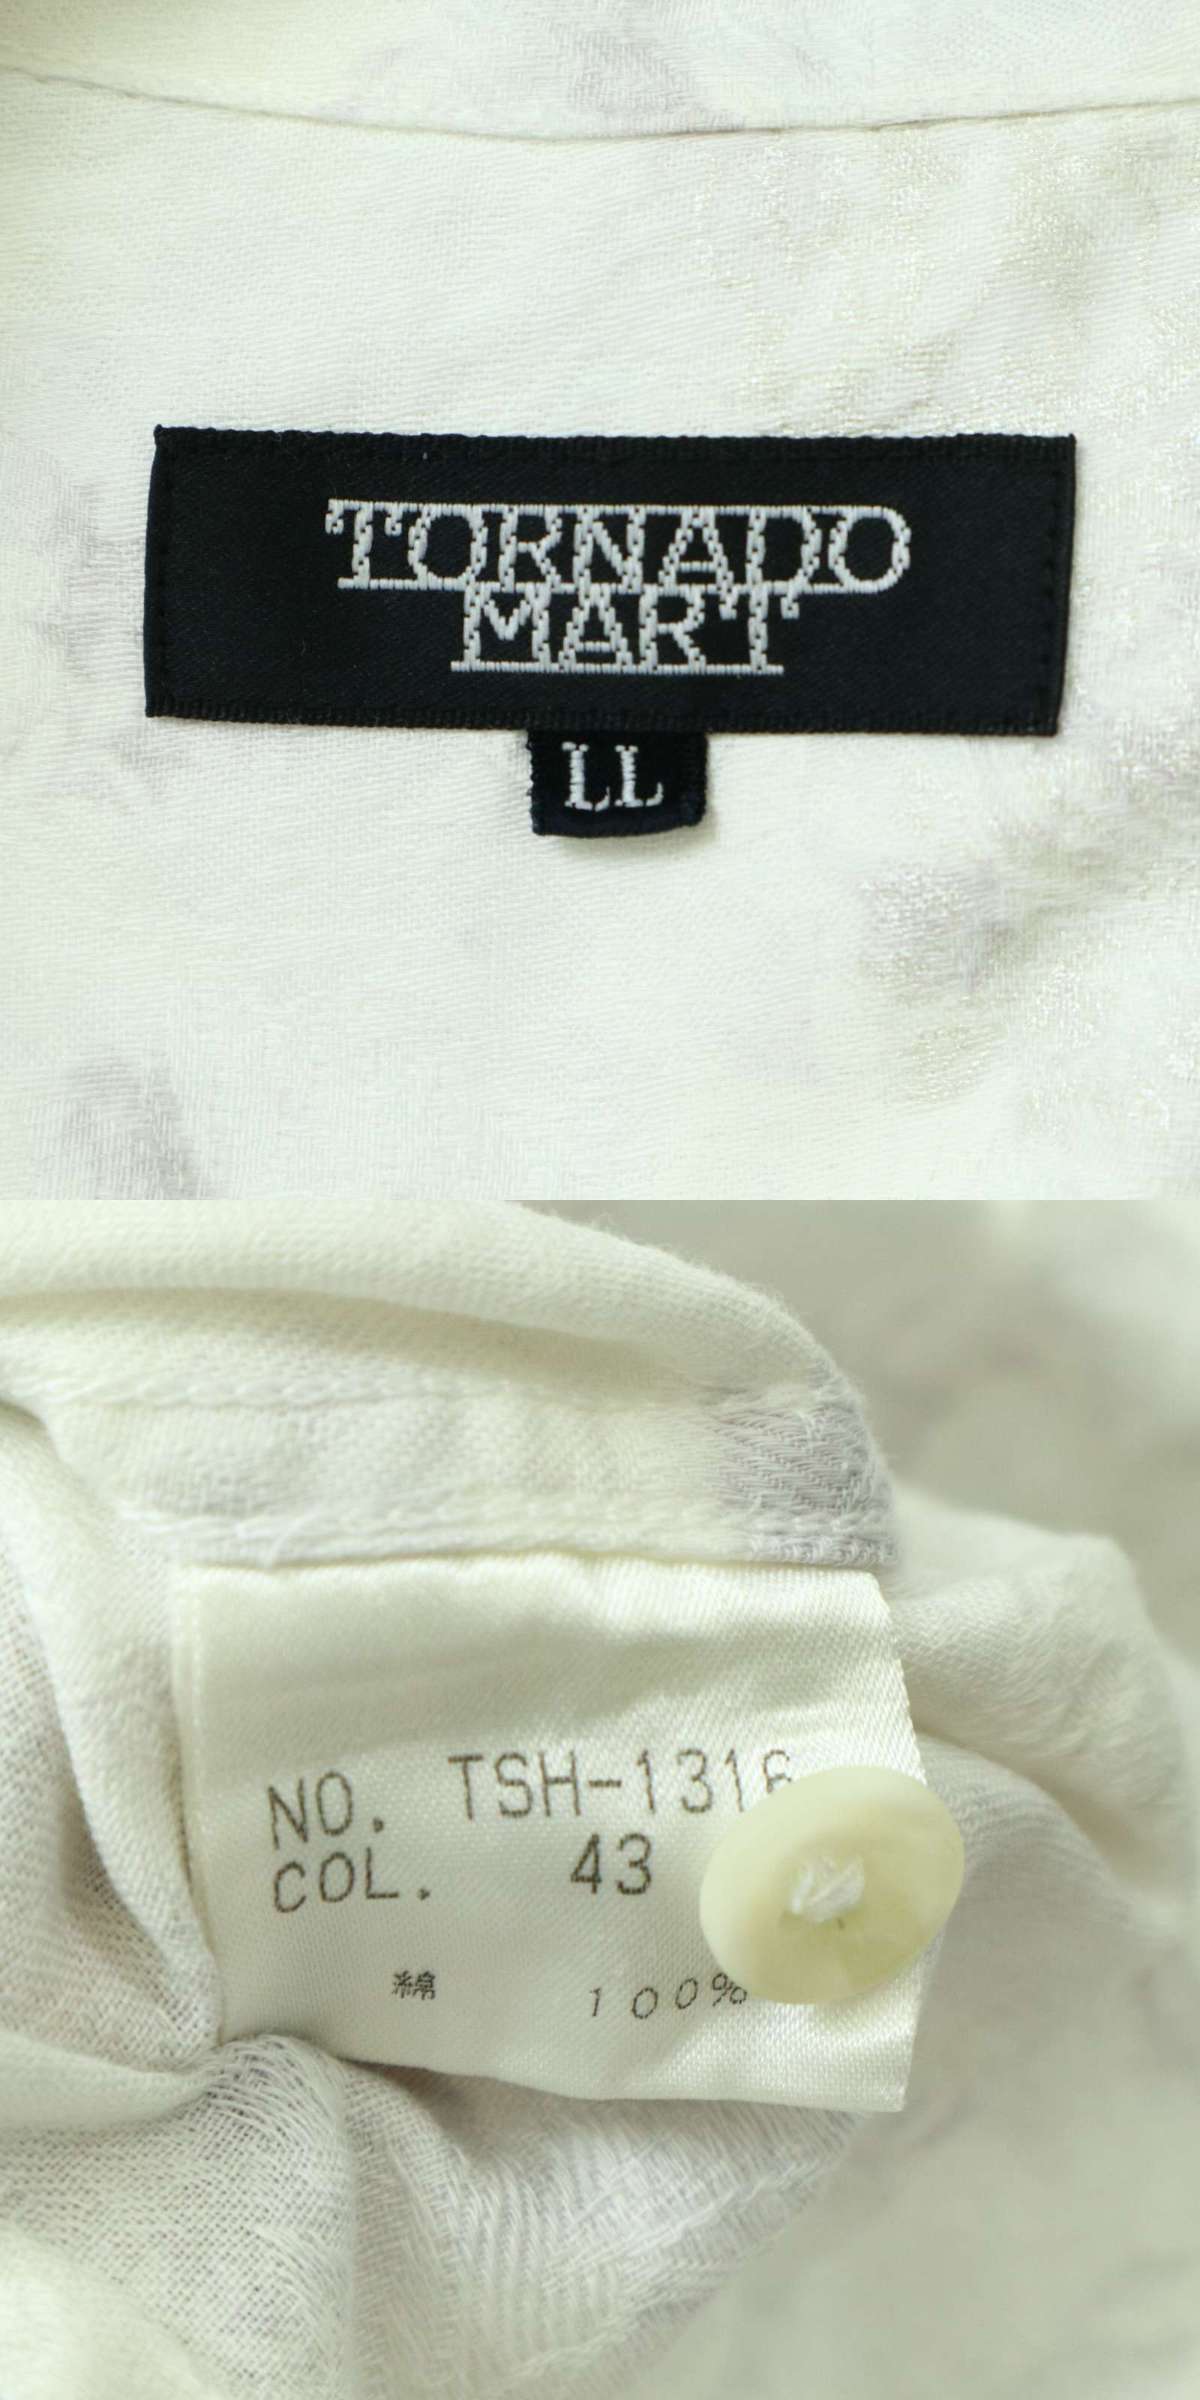 TORNADO
MART
LL
NO. TSH-1316
COL. 43
綿 100%